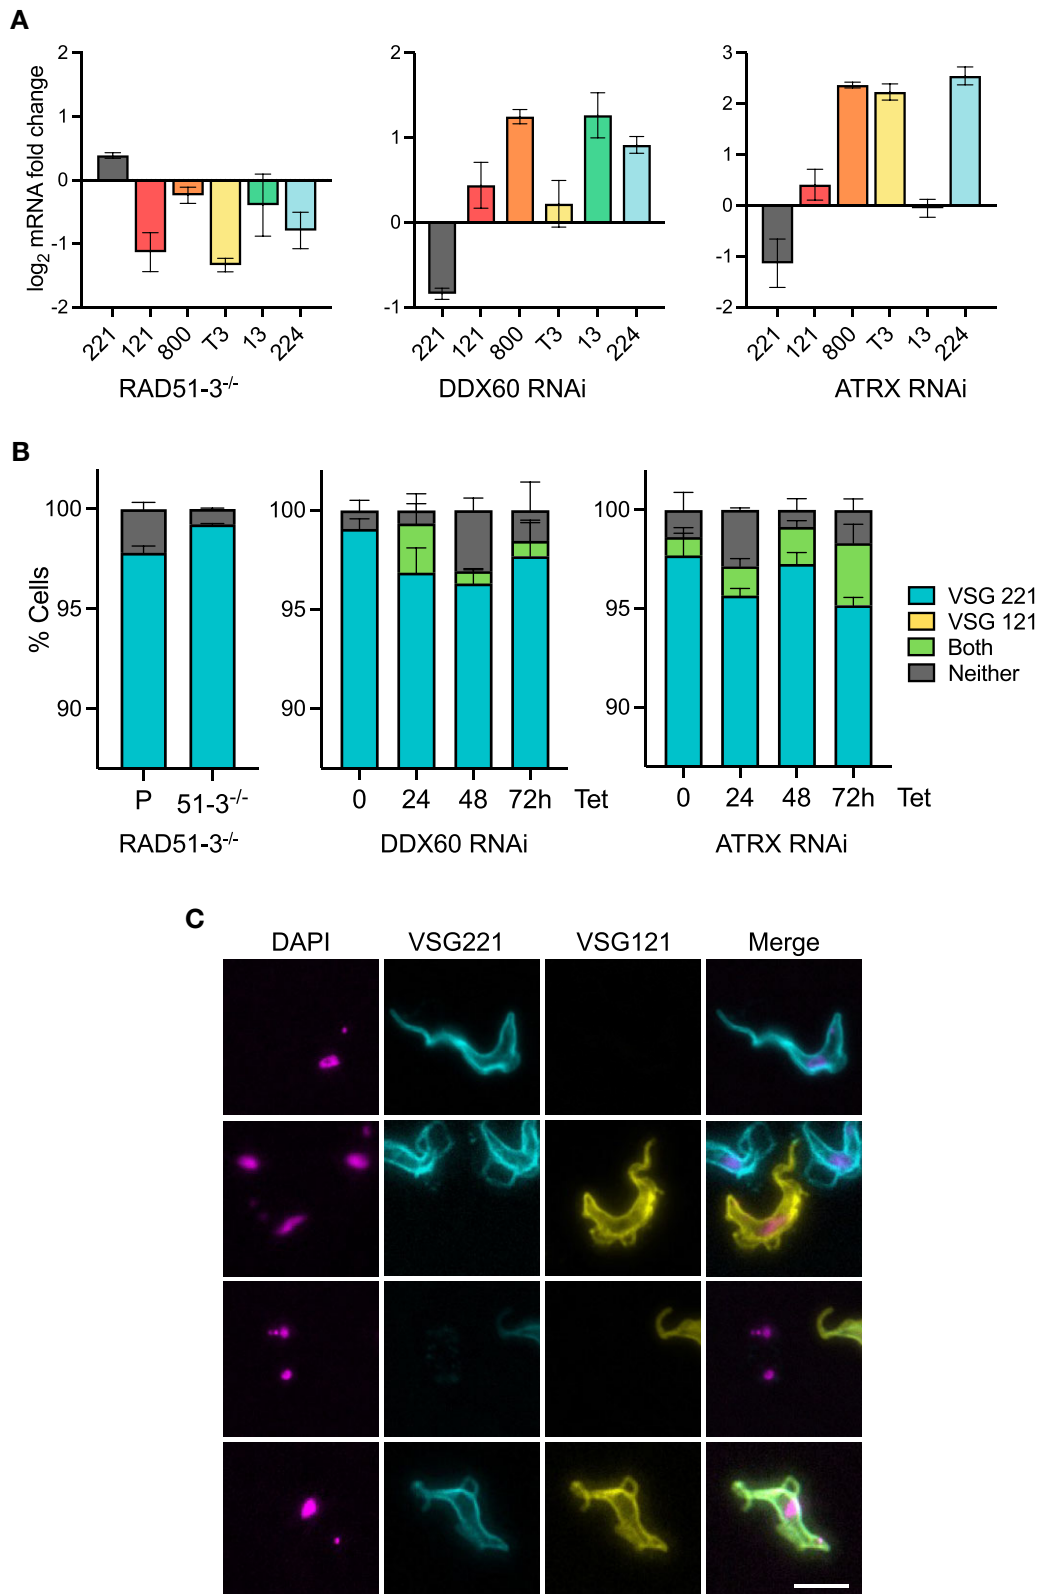 A
log2 mRNA fold change
2
1
0
-1
-2
221
121
800
T3
13
224
RAD51-3-/-
2
1
0
-1
221
121
800
T3
13
224
DDX60 RNAi
3
2
1
0
-1
-2
221
121
800
T3
13
224
ATRX RNAi
B
% Cells
100
95
90
P
51-3-/-
RAD51-3-/-
100
95
90
0 24 48 72h Tet
DDX60 RNAi
100
95
90
0 24 48 72h Tet
ATRX RNAi
VSG 221
VSG 121
Both
Neither
C
DAPI VSG221 VSG121 Merge